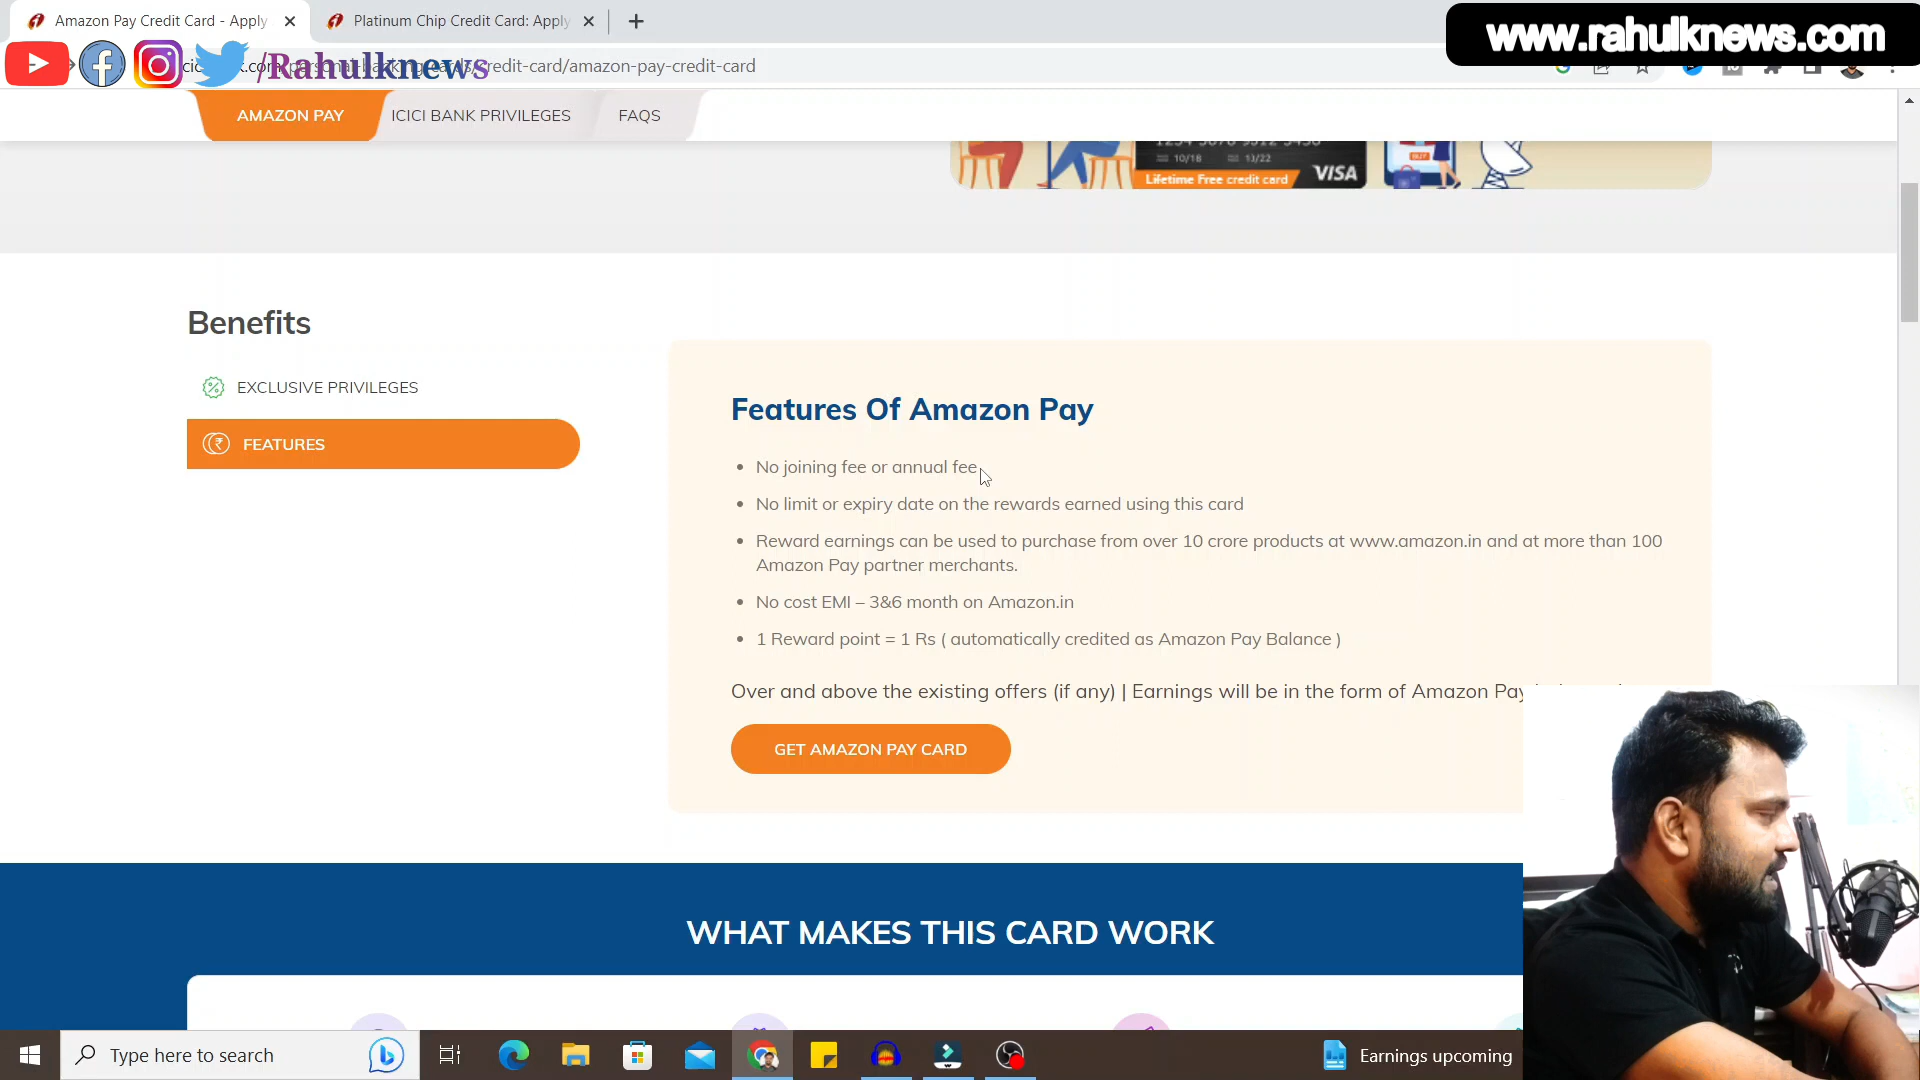 Amazon Pay Credit Card - Apply
Platinum Chip Credit Card: Apply
www.rahulknews.com
/Rahulknews
credit-card/amazon-pay-credit-card
AMAZON PAY
ICICI BANK PRIVILEGES
FAQS
10/18
13/22
Lifetime Free credit card
VISA
BUY
Benefits
EXCLUSIVE PRIVILEGES
FEATURES
Features Of Amazon Pay
• No joining fee or annual fee
• No limit or expiry date on the rewards earned using this card
• Reward earnings can be used to purchase from over 10 crore products at www.amazon.in and at more than 100
Amazon Pay partner merchants.
• No cost EMI – 3&6 month on Amazon.in
• 1 Reward point = 1 Rs ( automatically credited as Amazon Pay Balance )
Over and above the existing offers (if any) | Earnings will be in the form of Amazon Pay
GET AMAZON PAY CARD
WHAT MAKES THIS CARD WORK
Type here to search
Earnings upcoming